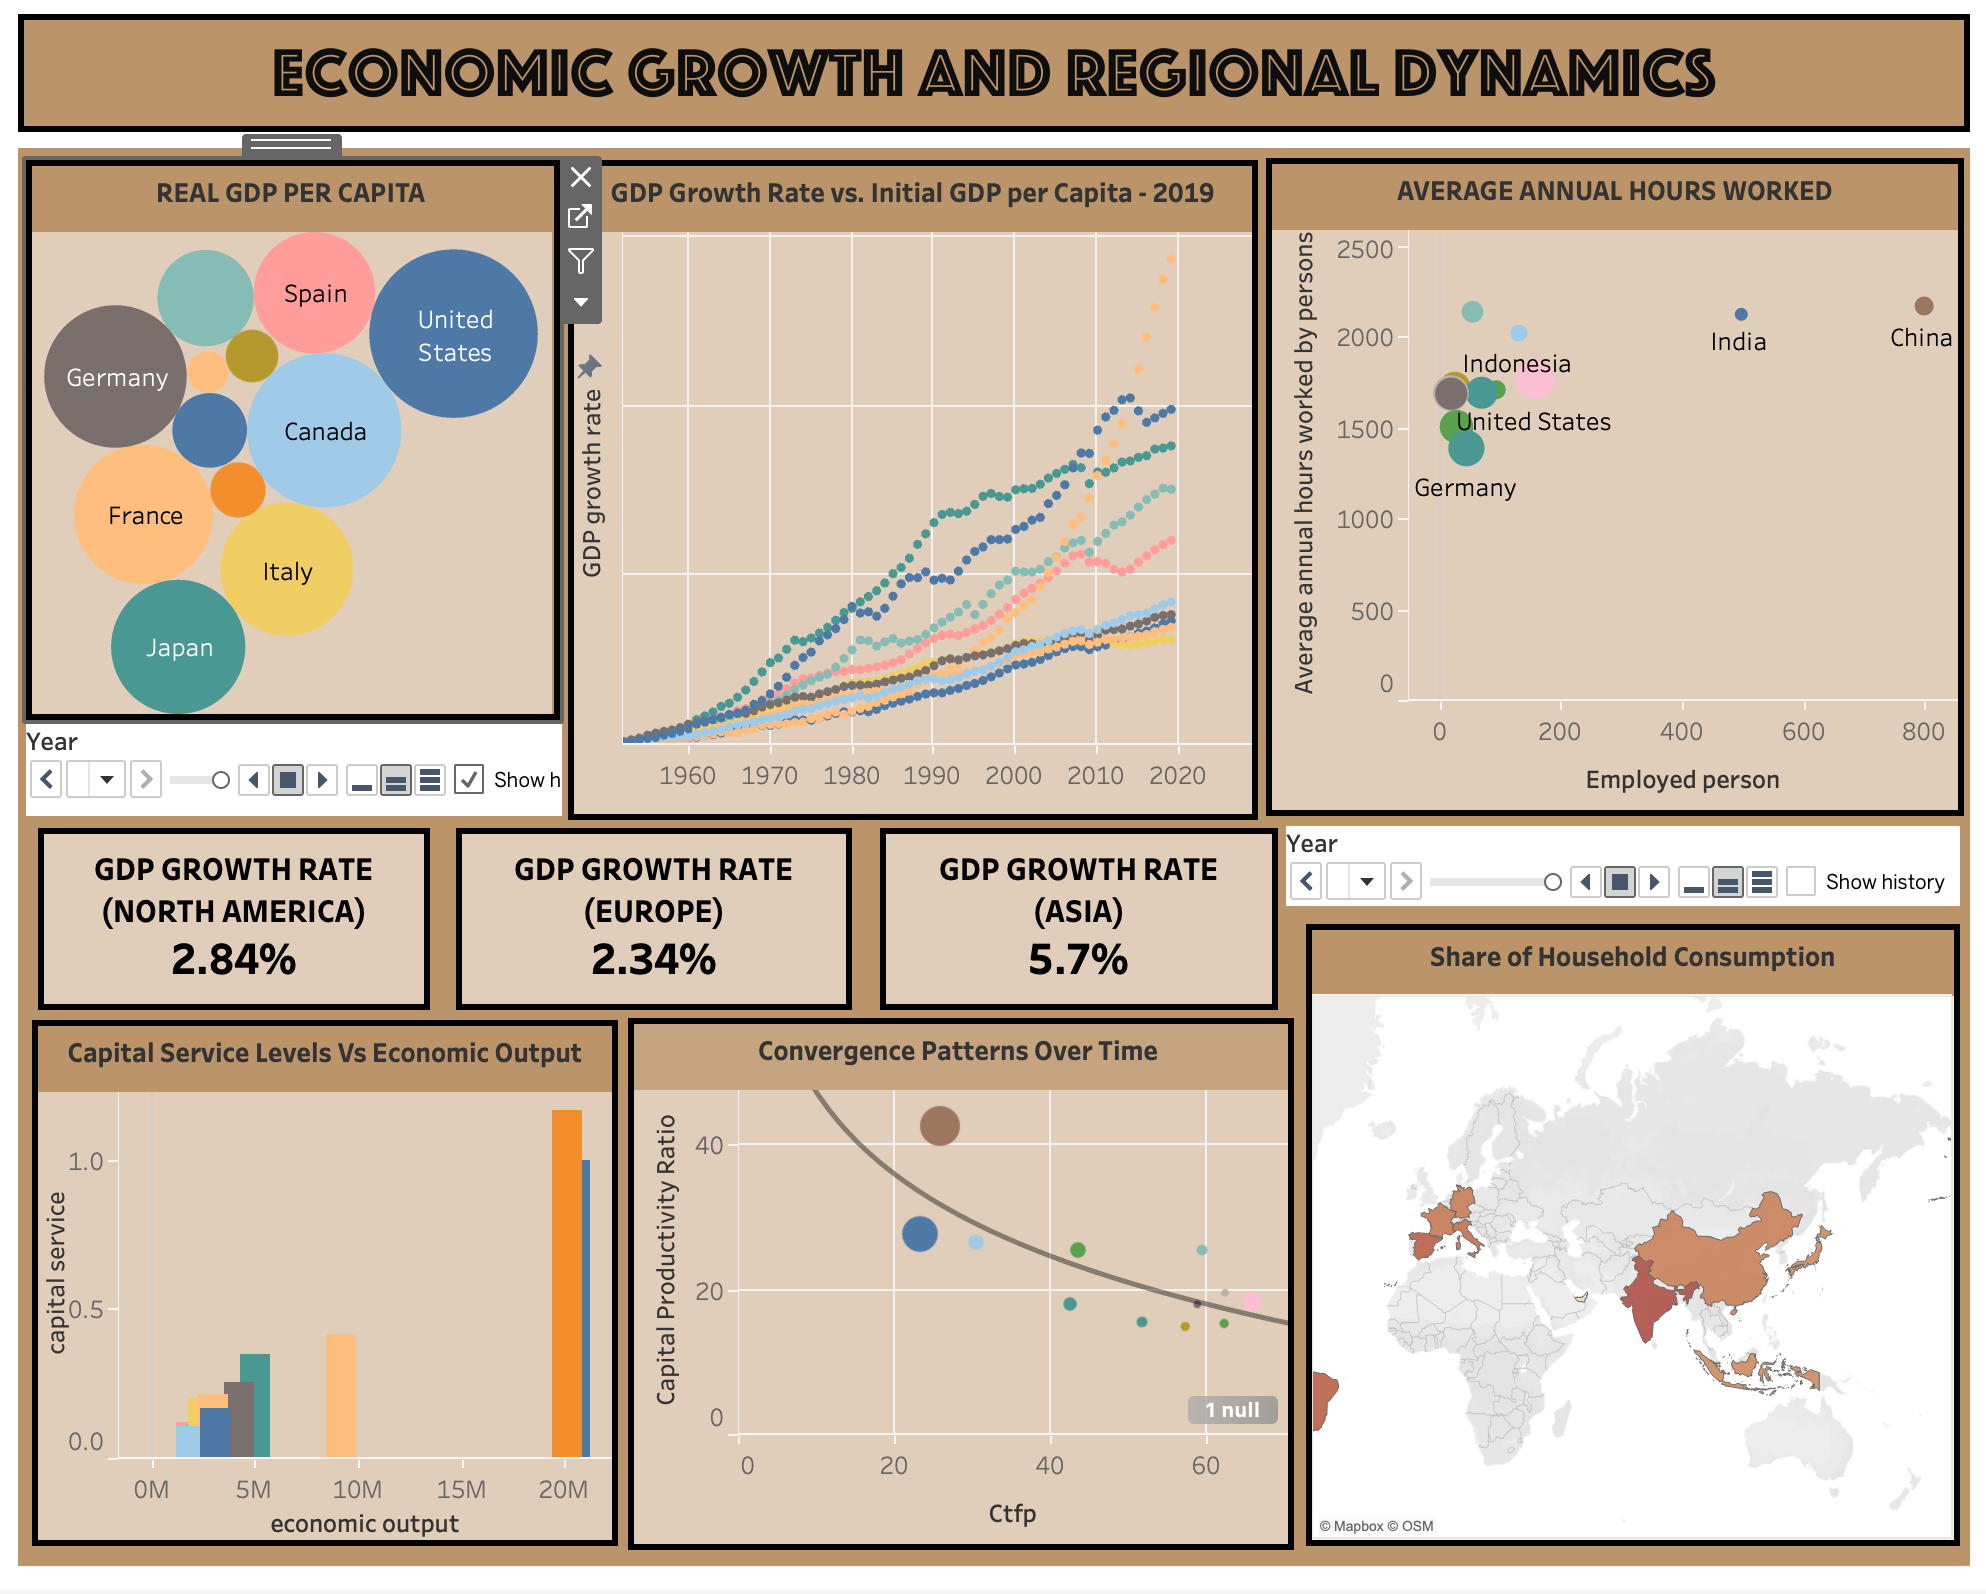 ECONOMIC GROWTH AND REGIONAL DYNAMICS
REAL GDP PER CAPITA
Spain
United
States
Germany
Canada
France
Italy
Japan
Year
Show h
GDP Growth Rate vs. Initial GDP per Capita - 2019
GDP growth rate
1960 1970 1980 1990 2000 2010 2020
AVERAGE ANNUAL HOURS WORKED
Average annual hours worked by persons
2500
2000
1500
1000
500
0
India
China
Indonesia
United States
Germany
0 200 400 600 800
Employed person
Year
Show history
GDP GROWTH RATE
(NORTH AMERICA)
2.84%
GDP GROWTH RATE
(EUROPE)
2.34%
GDP GROWTH RATE
(ASIA)
5.7%
Share of Household Consumption
© Mapbox © OSM
Capital Service Levels Vs Economic Output
capital service
1.0
0.5
0.0
0M 5M 10M 15M 20M
economic output
Convergence Patterns Over Time
Capital Productivity Ratio
40
20
0
1 null
0 20 40 60
Ctfp